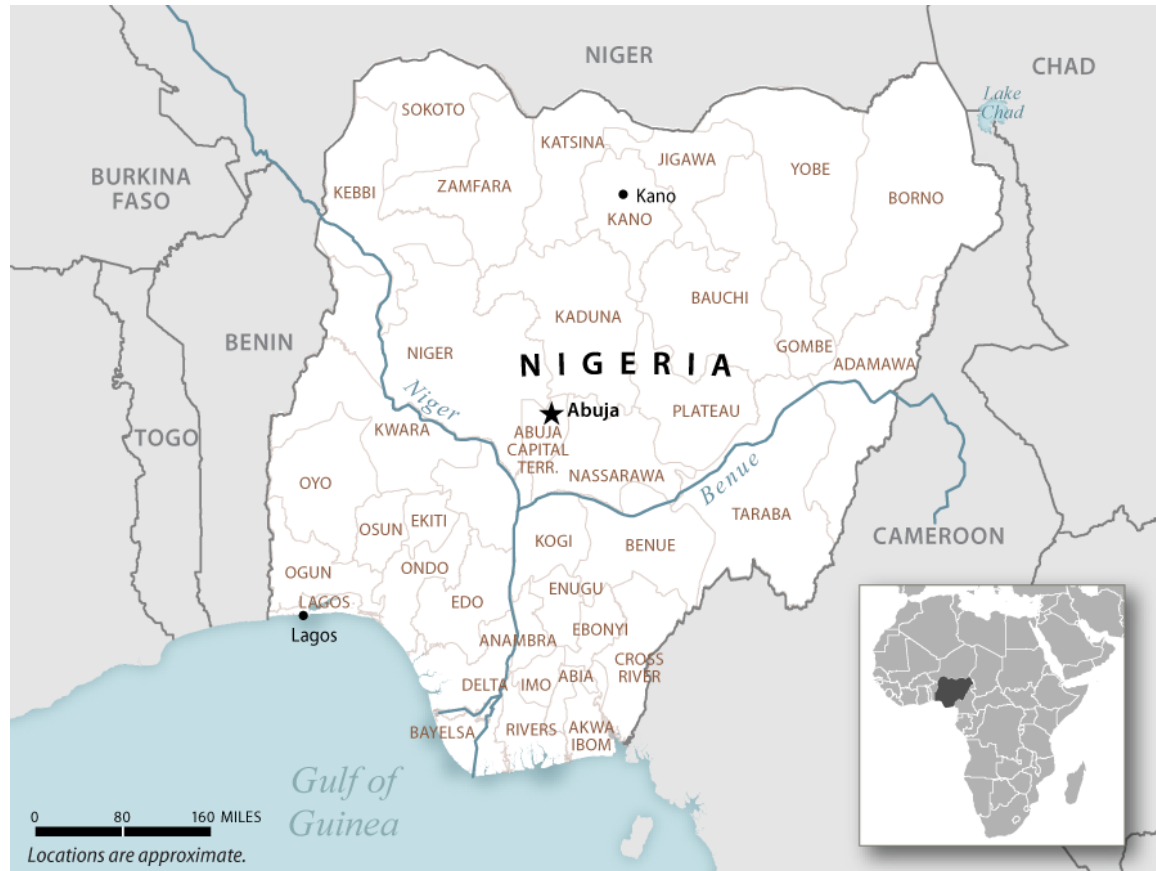 NIGER
CHAD
Lake
Chad
SOKOTO
KATSINA
JIGAWA
YOBE
BURKINA
FASO
KEBBI
ZAMFARA
Kano
KANO
BORNO
BAUCHI
KADUNA
BENIN
NIGER
GOMBE
ADAMAWA
NIGERIA
Niger
Abuja
PLATEAU
TOGO
KWARA
ABUJA
CAPITAL
TERR.
NASSARAWA
Benue
OYO
TARABA
OSUN
EKITI
KOGI
BENUE
CAMEROON
OGUN
ONDO
ENUGU
LAGOS
EDO
Lagos
ANAMBRA
EBONYI
CROSS
RIVER
DELTA
IMO
ABIA
BAYELSA
RIVERS
AKWA
IBOM
Gulf of
Guinea
0 80 160 MILES
Locations are approximate.